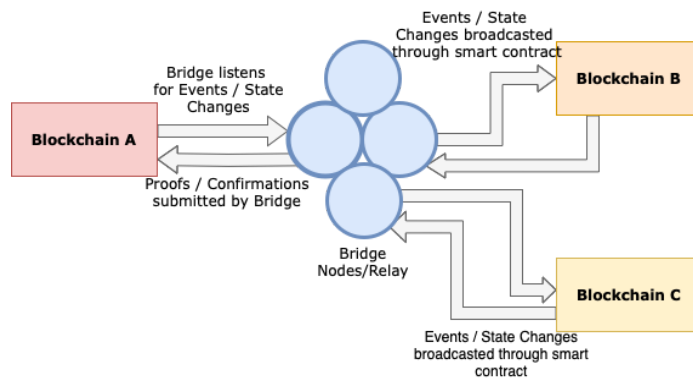 Events / State
Changes broadcasted
through smart contract
Bridge listens
for Events / State
Changes
Blockchain B
Blockchain A
Proofs / Confirmations
submitted by Bridge
Bridge
Nodes/Relay
Blockchain C
Events / State Changes
broadcasted through smart
contract